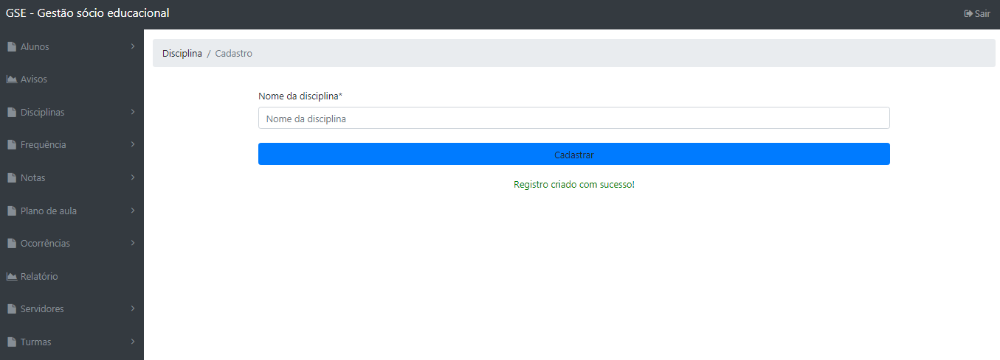 GSE - Gestão sócio educacional
Sair
Alunos
Avisos
Disciplinas
Frequência
Notas
Plano de aula
Ocorrências
Relatório
Servidores
Turmas
Disciplina / Cadastro
Nome da disciplina*
Nome da disciplina
Cadastrar
Registro criado com sucesso!